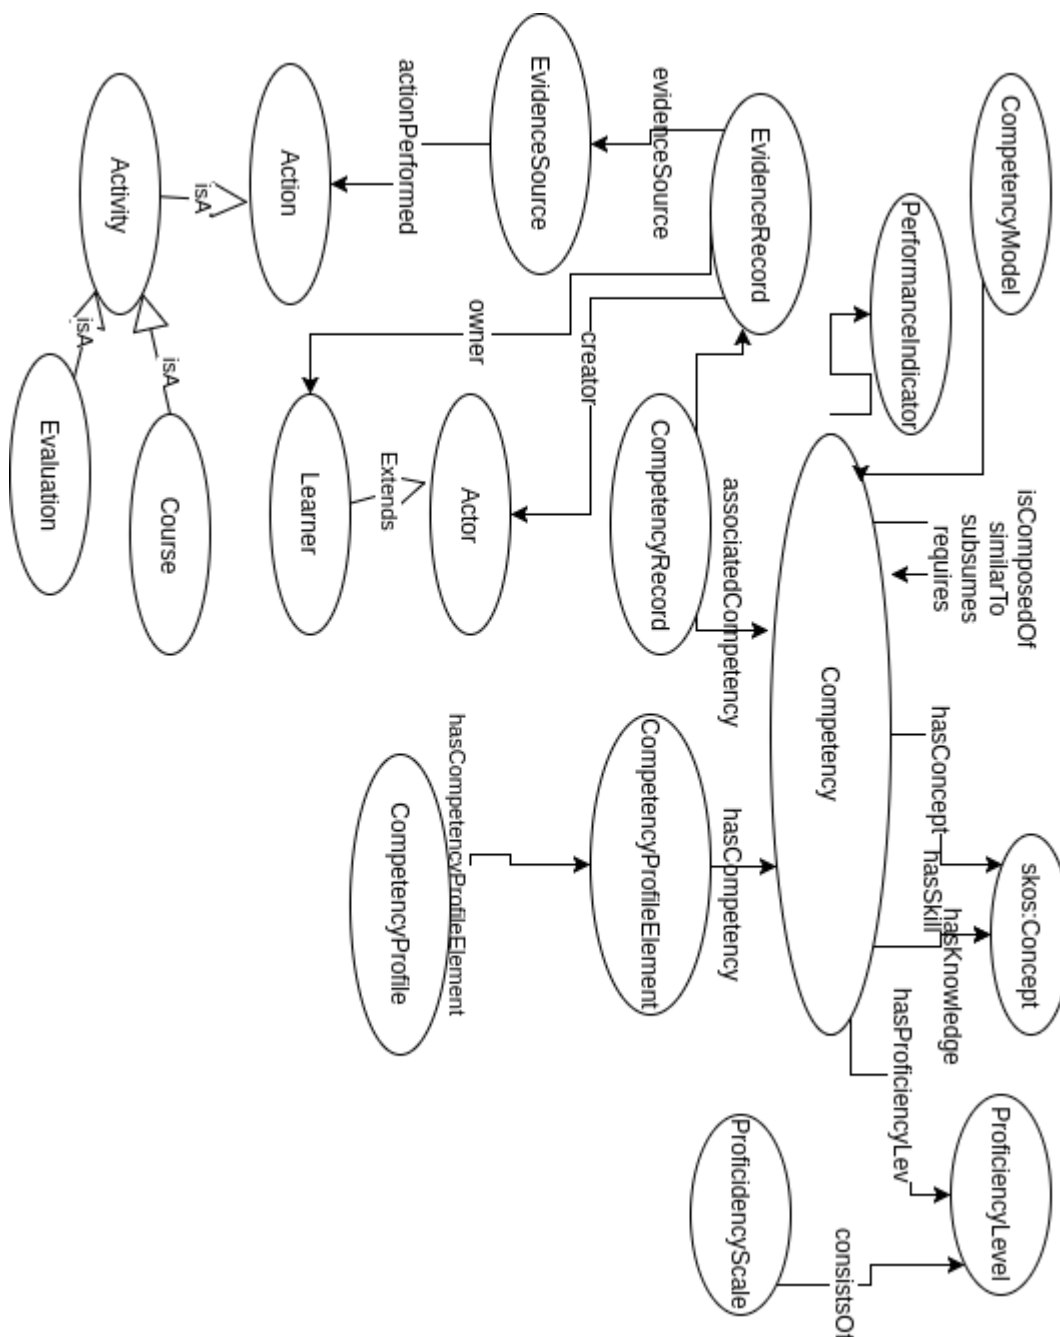 CompetencyModel
skos:Concept
ProficiencyLevel
isComposedOf
similarTo
subsumes
requires
hasConcept
hasSkill
hasKnowledge
PerformanceIndicator
hasProficiencyLev
consistsOf
Competency
EvidenceRecord
ProficidencyScale
associatedCompetency
hasCompetency
evidenceSource
CompetencyRecord
CompetencyProfileElement
creator
EvidenceSource
owner
Actor
hasCompetencyProfileElement
actionPerformed
Extends
CompetencyProfile
Learner
Action
isA
isA
Course
Activity
isA
Evaluation